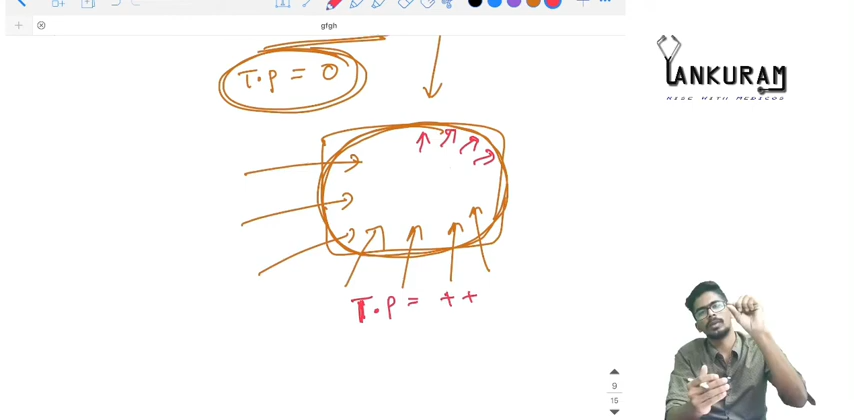 gfgh
T.P = 0
YANKURAM
RISE WITH MEDICOS
T.P = ++
9
15